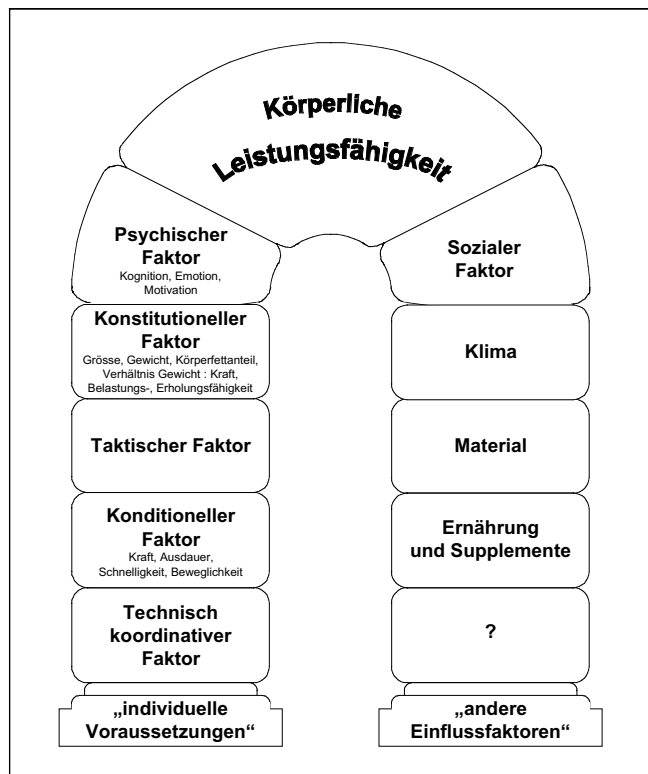 Körperliche
Leistungsfähigkeit
Psychischer
Faktor
Kognition, Emotion,
Motivation
Konstitutioneller
Faktor
Grösse, Gewicht, Körperfettanteil,
Verhältnis Gewicht : Kraft,
Belastungs-, Erholungsfähigkeit
Taktischer Faktor
Konditioneller
Faktor
Kraft, Ausdauer,
Schnelligkeit, Beweglichkeit
Technisch
koordinativer
Faktor
„individuelle
Voraussetzungen“
Sozialer
Faktor
Klima
Material
Ernährung
und Supplemente
?
„andere
Einflussfaktoren“